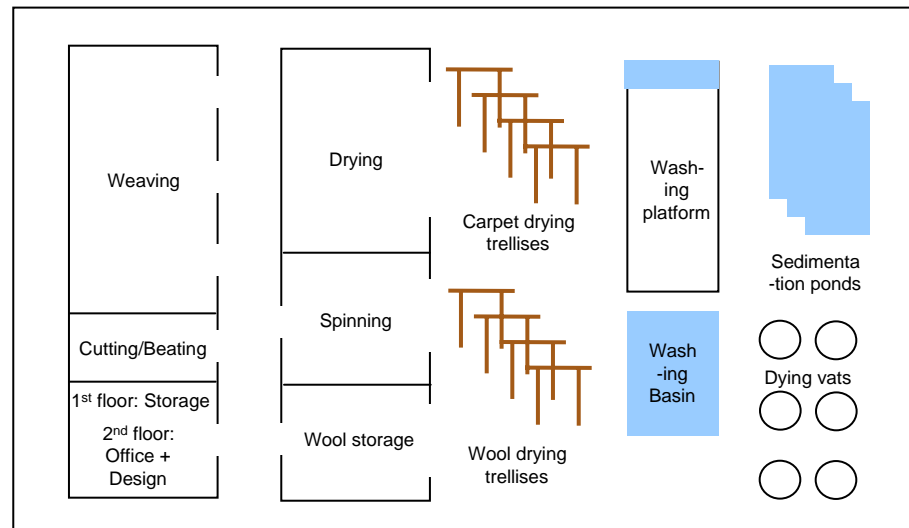 Weaving
Cutting/Beating
1st floor: Storage
2nd floor:
Office +
Design
Drying
Spinning
Wool storage
Carpet drying
trellises
Wool drying
trellises
Wash-
ing
platform
Wash
-ing
Basin
Sedimenta
-tion ponds
Dying vats